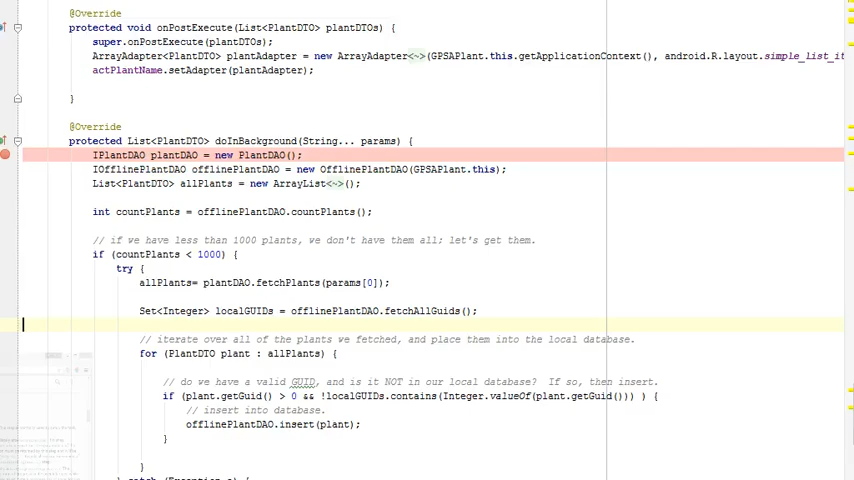 @Override
protected void onPostExecute(List<PlantDTO> plantDTOs) {
super.onPostExecute(plantDTOs);
ArrayAdapter<PlantDTO> plantAdapter = new ArrayAdapter<~>(GPSAPlant.this.getApplicationContext(), android.R.layout.simple_list_it
actPlantName.setAdapter(plantAdapter);
}
@Override
protected List<PlantDTO> doInBackground(String... params) {
IPlantDAO plantDAO = new PlantDAO();
IOfflinePlantDAO offlinePlantDAO = new OfflinePlantDAO(GPSAPlant.this);
List<PlantDTO> allPlants = new ArrayList<~>();
int countPlants = offlinePlantDAO.countPlants();
// if we have less than 1000 plants, we don't have them all; let's get them.
if (countPlants < 1000) {
try {
allPlants= plantDAO.fetchPlants(params[0]);
Set<Integer> localGUIDs = offlinePlantDAO.fetchAllGuids();
// iterate over all of the plants we fetched, and place them into the local database.
for (PlantDTO plant : allPlants) {
// do we have a valid GUID, and is it NOT in our local database?  If so, then insert.
if (plant.getGuid() > 0 && !localGUIDs.contains(Integer.valueOf(plant.getGuid())) ) {
// insert into database.
offlinePlantDAO.insert(plant);
}
}
} catch (Exception e) {